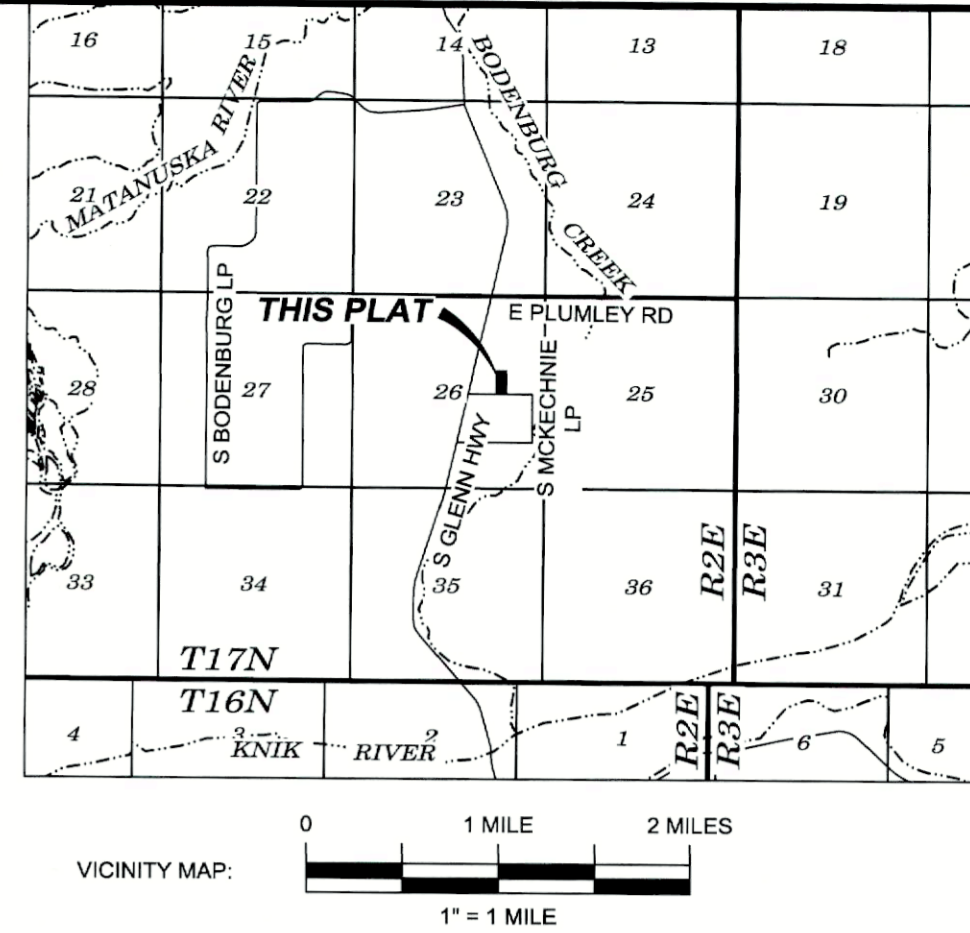 16
15
14
13
18
MATANUSKA RIVER
BODENBURG CREEK
21
22
23
24
19
THIS PLAT
E PLUMLEY RD
S BODENBURG LP
S MCKECHNIE LP
S GLENN HWY
28
27
26
25
30
33
34
35
36
31
R2E
R3E
T17N
T16N
4
3
2
1
R2E
R3E
6
5
KNIK RIVER
0 1 MILE 2 MILES
VICINITY MAP:
1" = 1 MILE